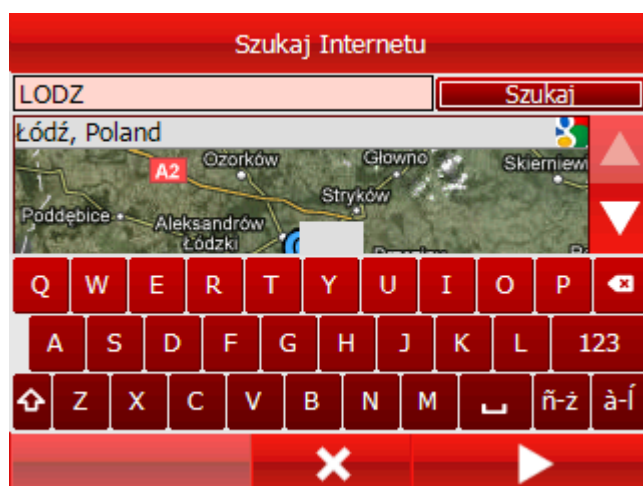 Szukaj Internetu
LODZ
Szukaj
Łódź, Poland
A2
Ozorków
Głowno
Skierniew
Stryków
Poddębice
Aleksandrów
Łódzki
Q W E R T Y U I O P
A S D F G H J K L 123
Z X C V B N M ñ-ż à-Í